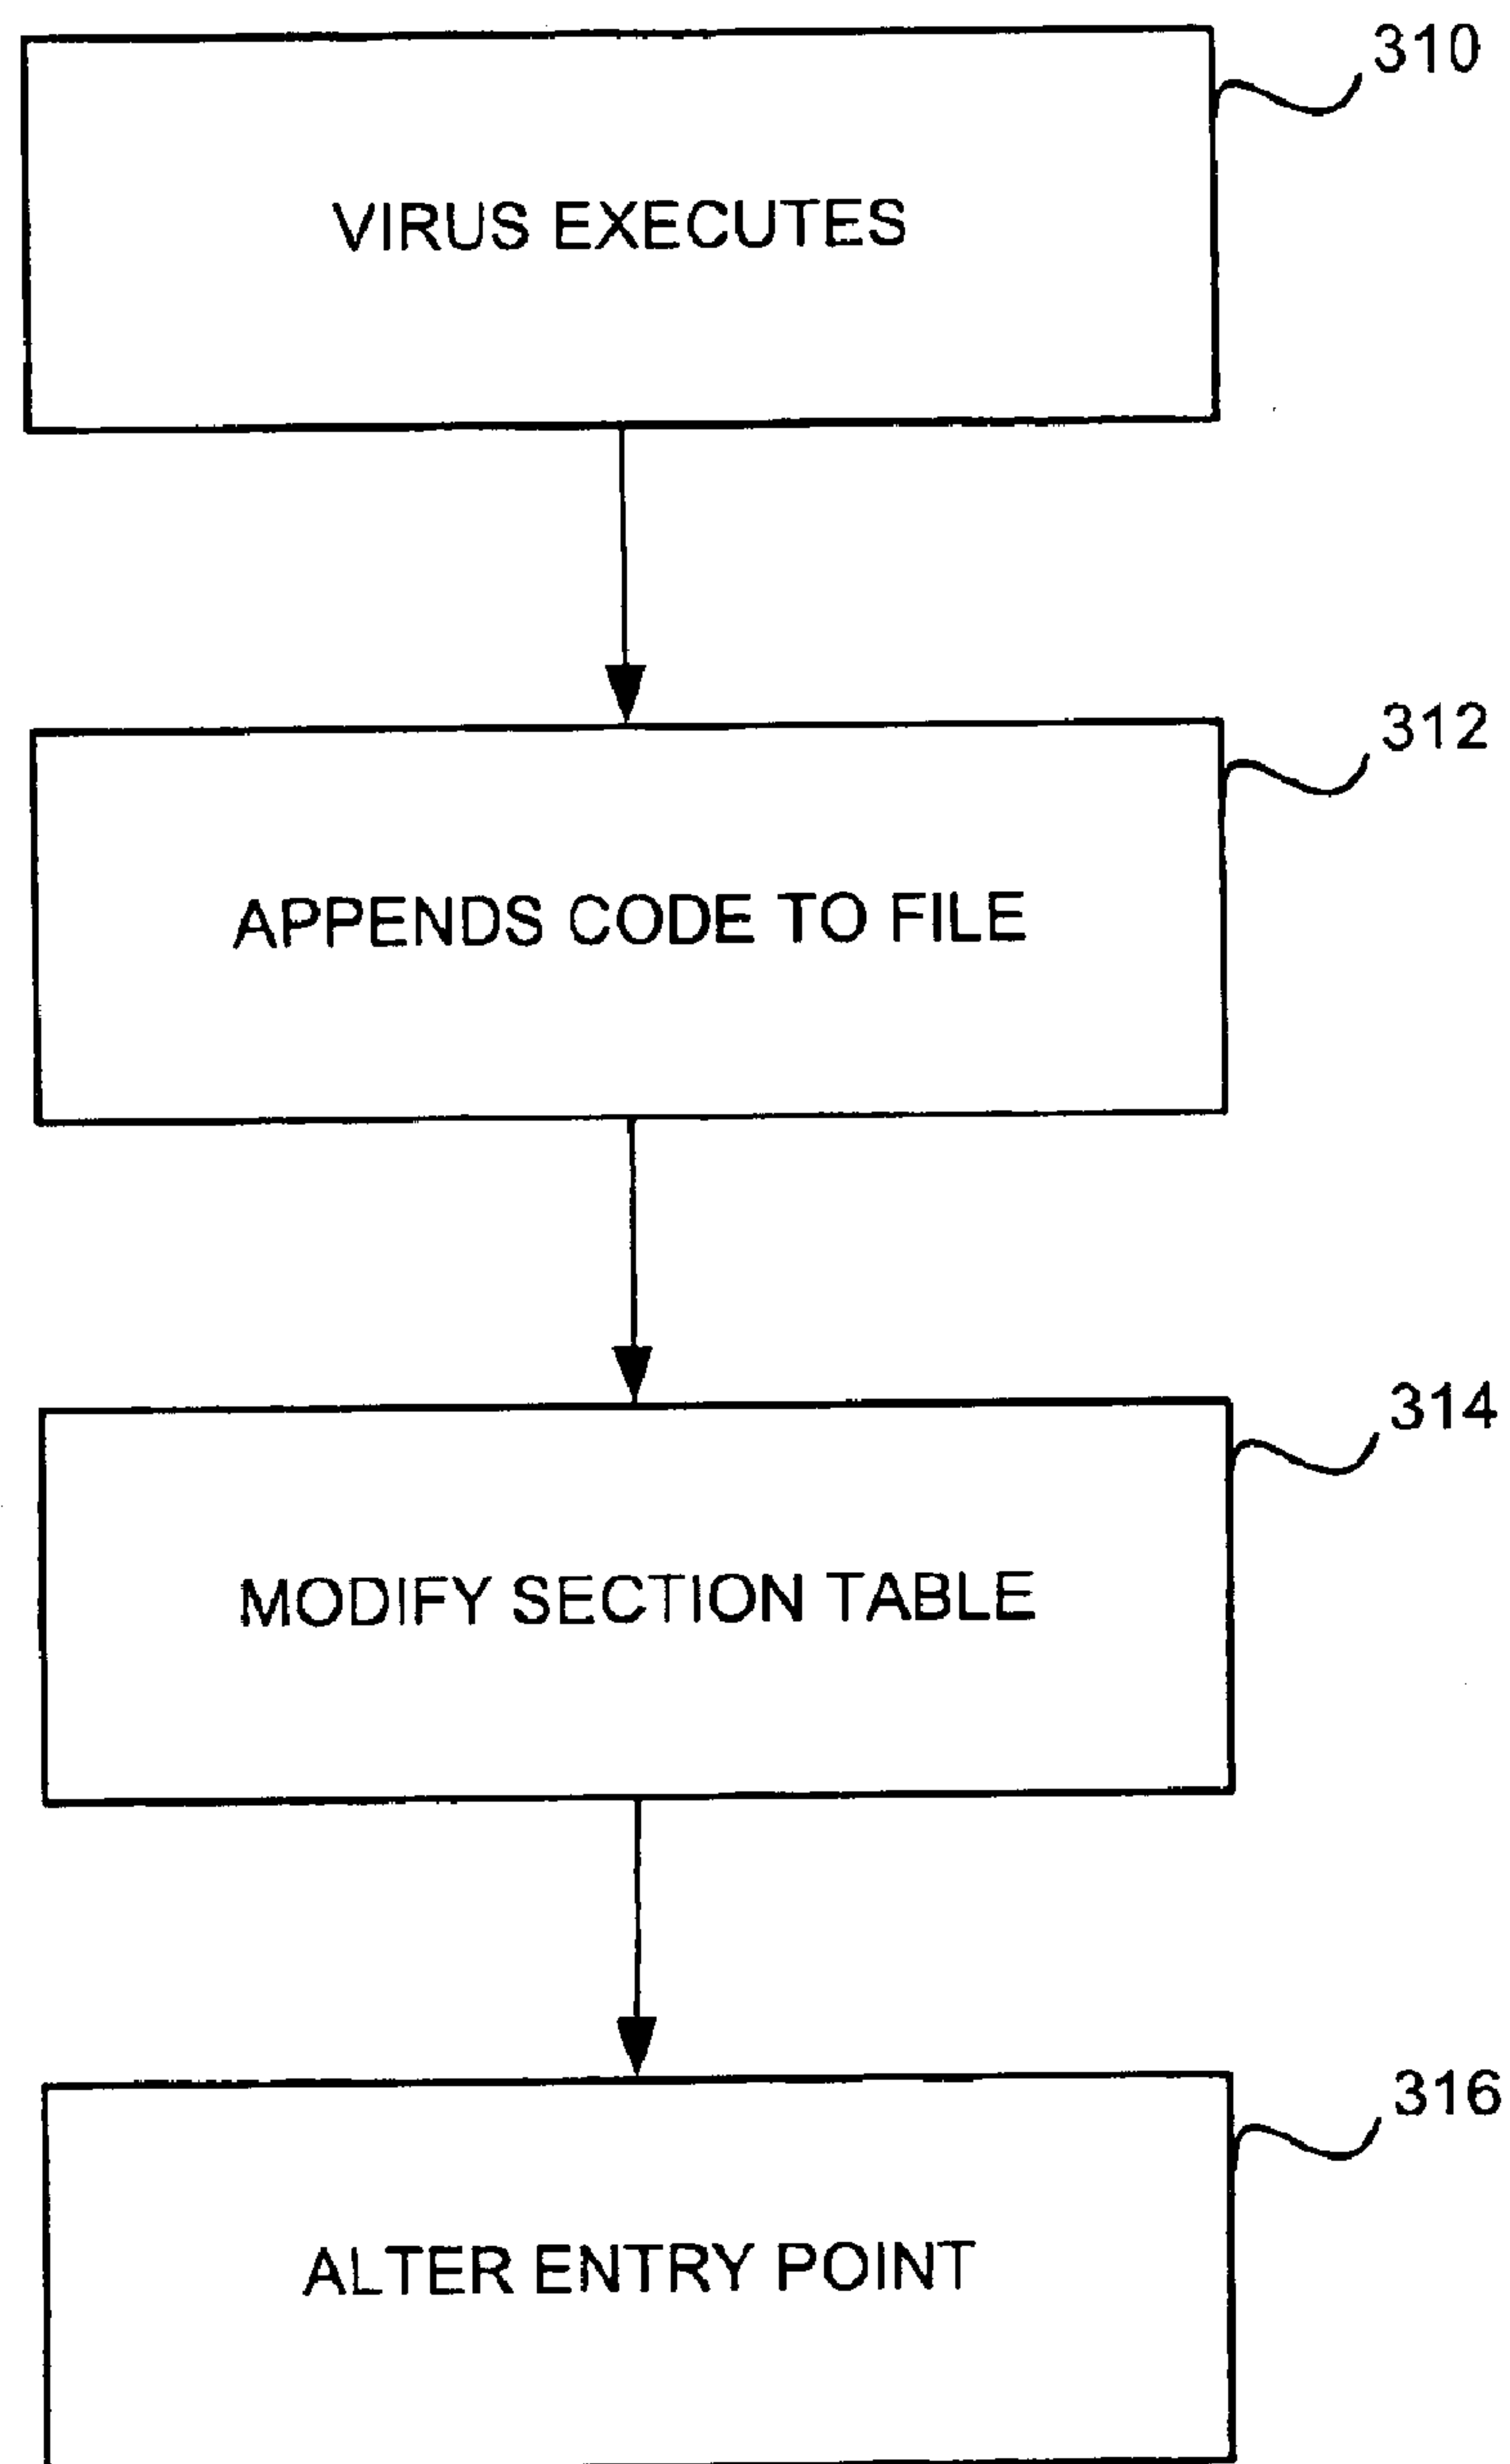 310
VIRUS EXECUTES
312
APPENDS CODE TO FILE
314
MODIFY SECTION TABLE
316
ALTER ENTRY POINT